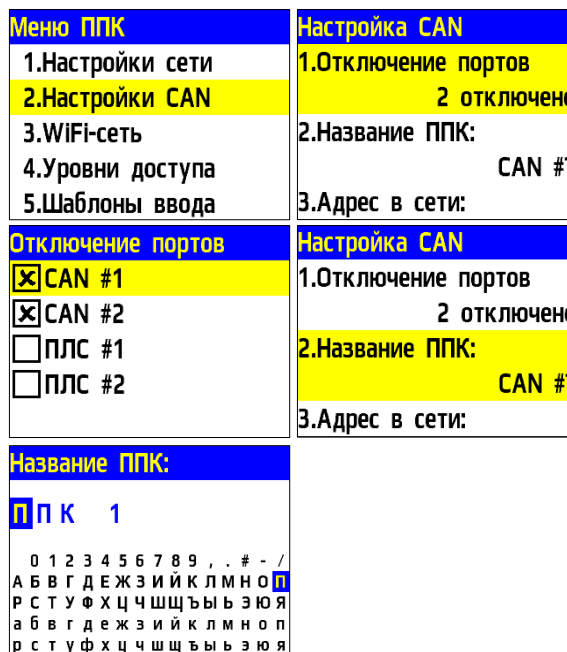 Меню ППК
1.Настройки сети
2.Настройки CAN
3.WiFi-сеть
4.Уровни доступа
5.Шаблоны ввода
Настройка CAN
1.Отключение портов
2 отключено
2.Название ППК:
CAN #
3.Адрес в сети:
Отключение портов
CAN #1
CAN #2
ПЛС #1
ПЛС #2
Настройка CAN
1.Отключение портов
2 отключено
2.Название ППК:
CAN #
3.Адрес в сети:
Название ППК:
ППК 1
0 1 2 3 4 5 6 7 8 9 , . # - /
А Б В Г Д Е Ж З И Й К Л М Н О П
Р С Т У Ф Х Ц Ч Ш Щ Ъ Ы Ь Э Ю Я
а б в г д е ж з и й к л м н о п
р с т у ф х ц ч ш щ ъ ы ь э ю я